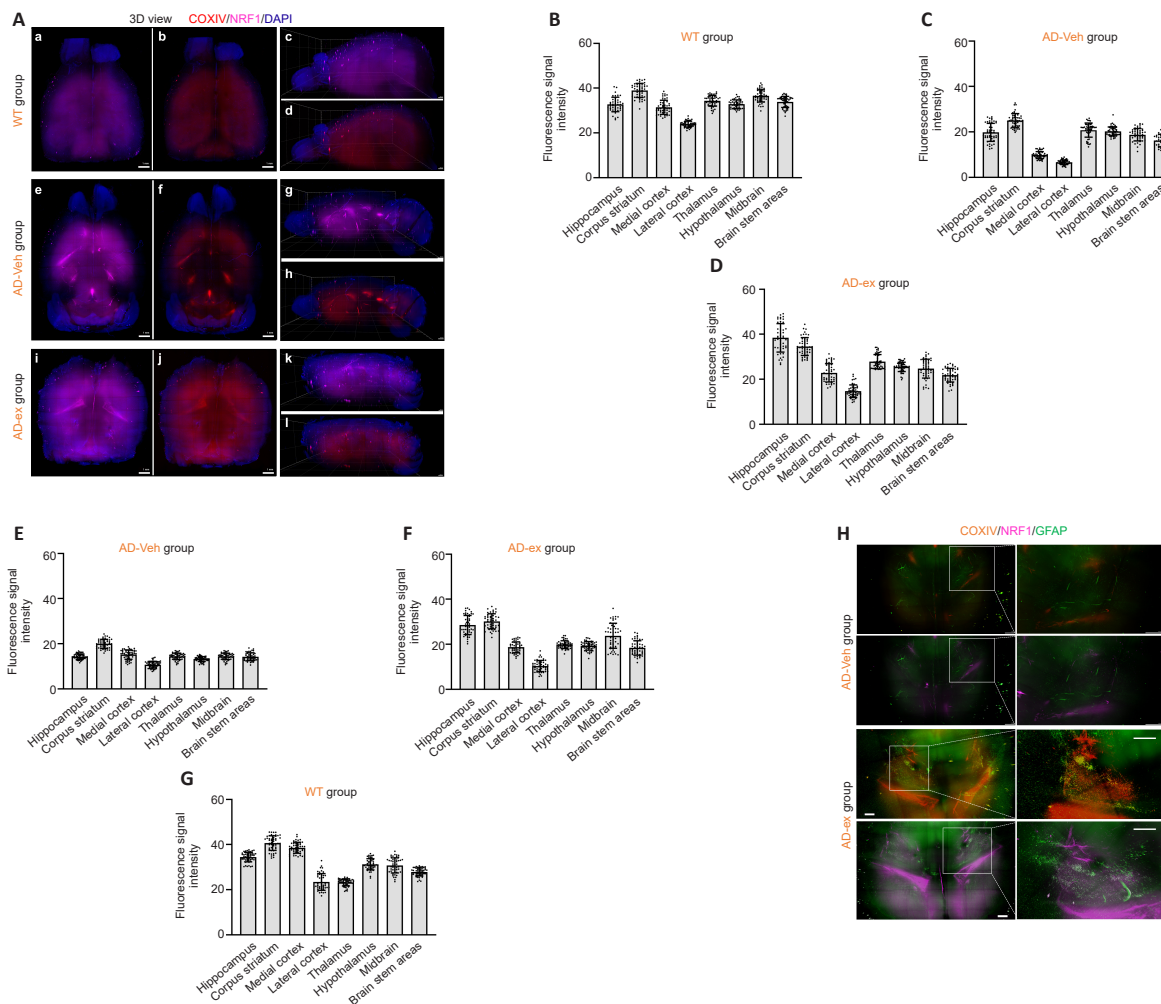 A
3D view COXIV/NRF1/DAPI
WT group
a
b
c
d
AD-Veh group
e
f
g
h
AD-ex group
i
j
k
l
B
WT group
Fluorescence signal
intensity
60
40
20
0
Hippocampus
Corpus striatum
Medial cortex
Lateral cortex
Thalamus
Hypothalamus
Midbrain
Brain stem areas
C
AD-Veh group
Fluorescence signal
intensity
60
40
20
0
Hippocampus
Corpus striatum
Medial cortex
Lateral cortex
Thalamus
Hypothalamus
Midbrain
Brain stem areas
D
AD-ex group
Fluorescence signal
intensity
60
40
20
0
Hippocampus
Corpus striatum
Medial cortex
Lateral cortex
Thalamus
Hypothalamus
Midbrain
Brain stem areas
E
AD-Veh group
Fluorescence signal
intensity
60
40
20
0
Hippocampus
Corpus striatum
Medial cortex
Lateral cortex
Thalamus
Hypothalamus
Midbrain
Brain stem areas
F
AD-ex group
Fluorescence signal
intensity
60
40
20
0
Hippocampus
Corpus striatum
Medial cortex
Lateral cortex
Thalamus
Hypothalamus
Midbrain
Brain stem areas
G
WT group
Fluorescence signal
intensity
60
40
20
0
Hippocampus
Corpus striatum
Medial cortex
Lateral cortex
Thalamus
Hypothalamus
Midbrain
Brain stem areas
H
COXIV/NRF1/GFAP
AD-Veh group
AD-ex group